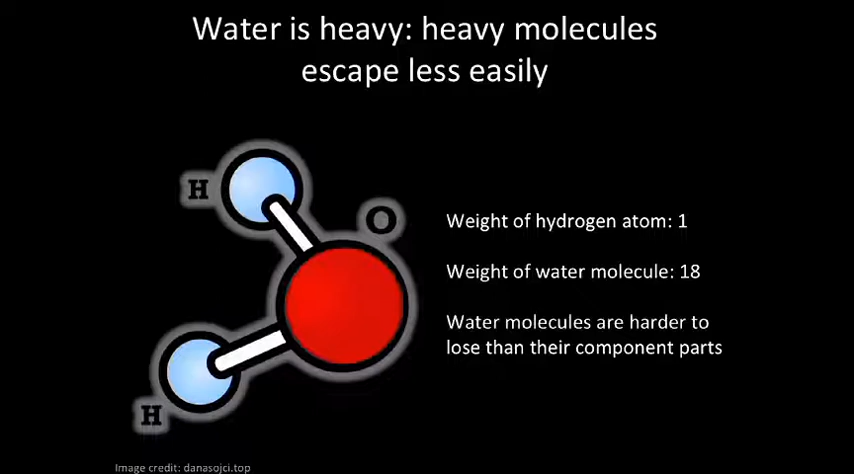 Water is heavy: heavy molecules
escape less easily
H
O
Weight of hydrogen atom: 1
Weight of water molecule: 18
Water molecules are harder to
lose than their component parts
H
Image credit: danasojci.top